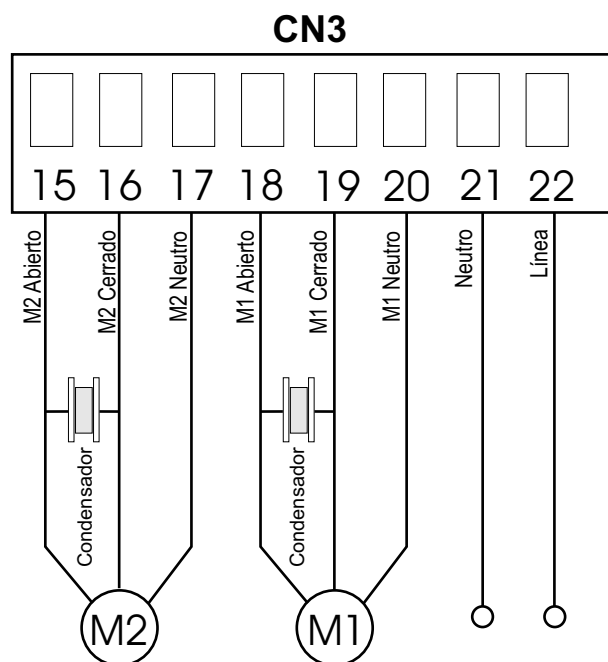 CN3
15 16 17 18 19 20 21 22
M2 Abierto
M2 Cerrado
M2 Neutro
M1 Abierto
M1 Cerrado
M1 Neutro
Neutro
Línea
Condensador
Condensador
M2
M1